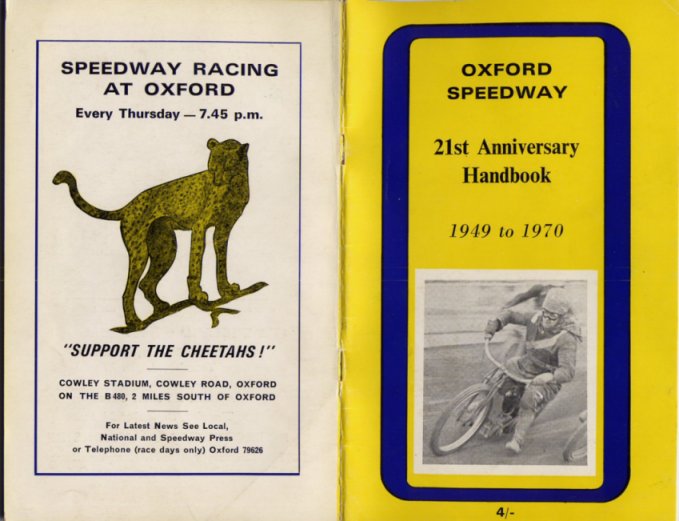 SPEEDWAY RACING
AT OXFORD
Every Thursday — 7.45 p.m.
"SUPPORT THE CHEETAHS!"
COWLEY STADIUM, COWLEY ROAD, OXFORD
ON THE B480, 2 MILES SOUTH OF OXFORD
For Latest News See Local,
National and Speedway Press
or Telephone (race days only) Oxford 79626
OXFORD
SPEEDWAY
21st Anniversary
Handbook
1949 to 1970
4/-